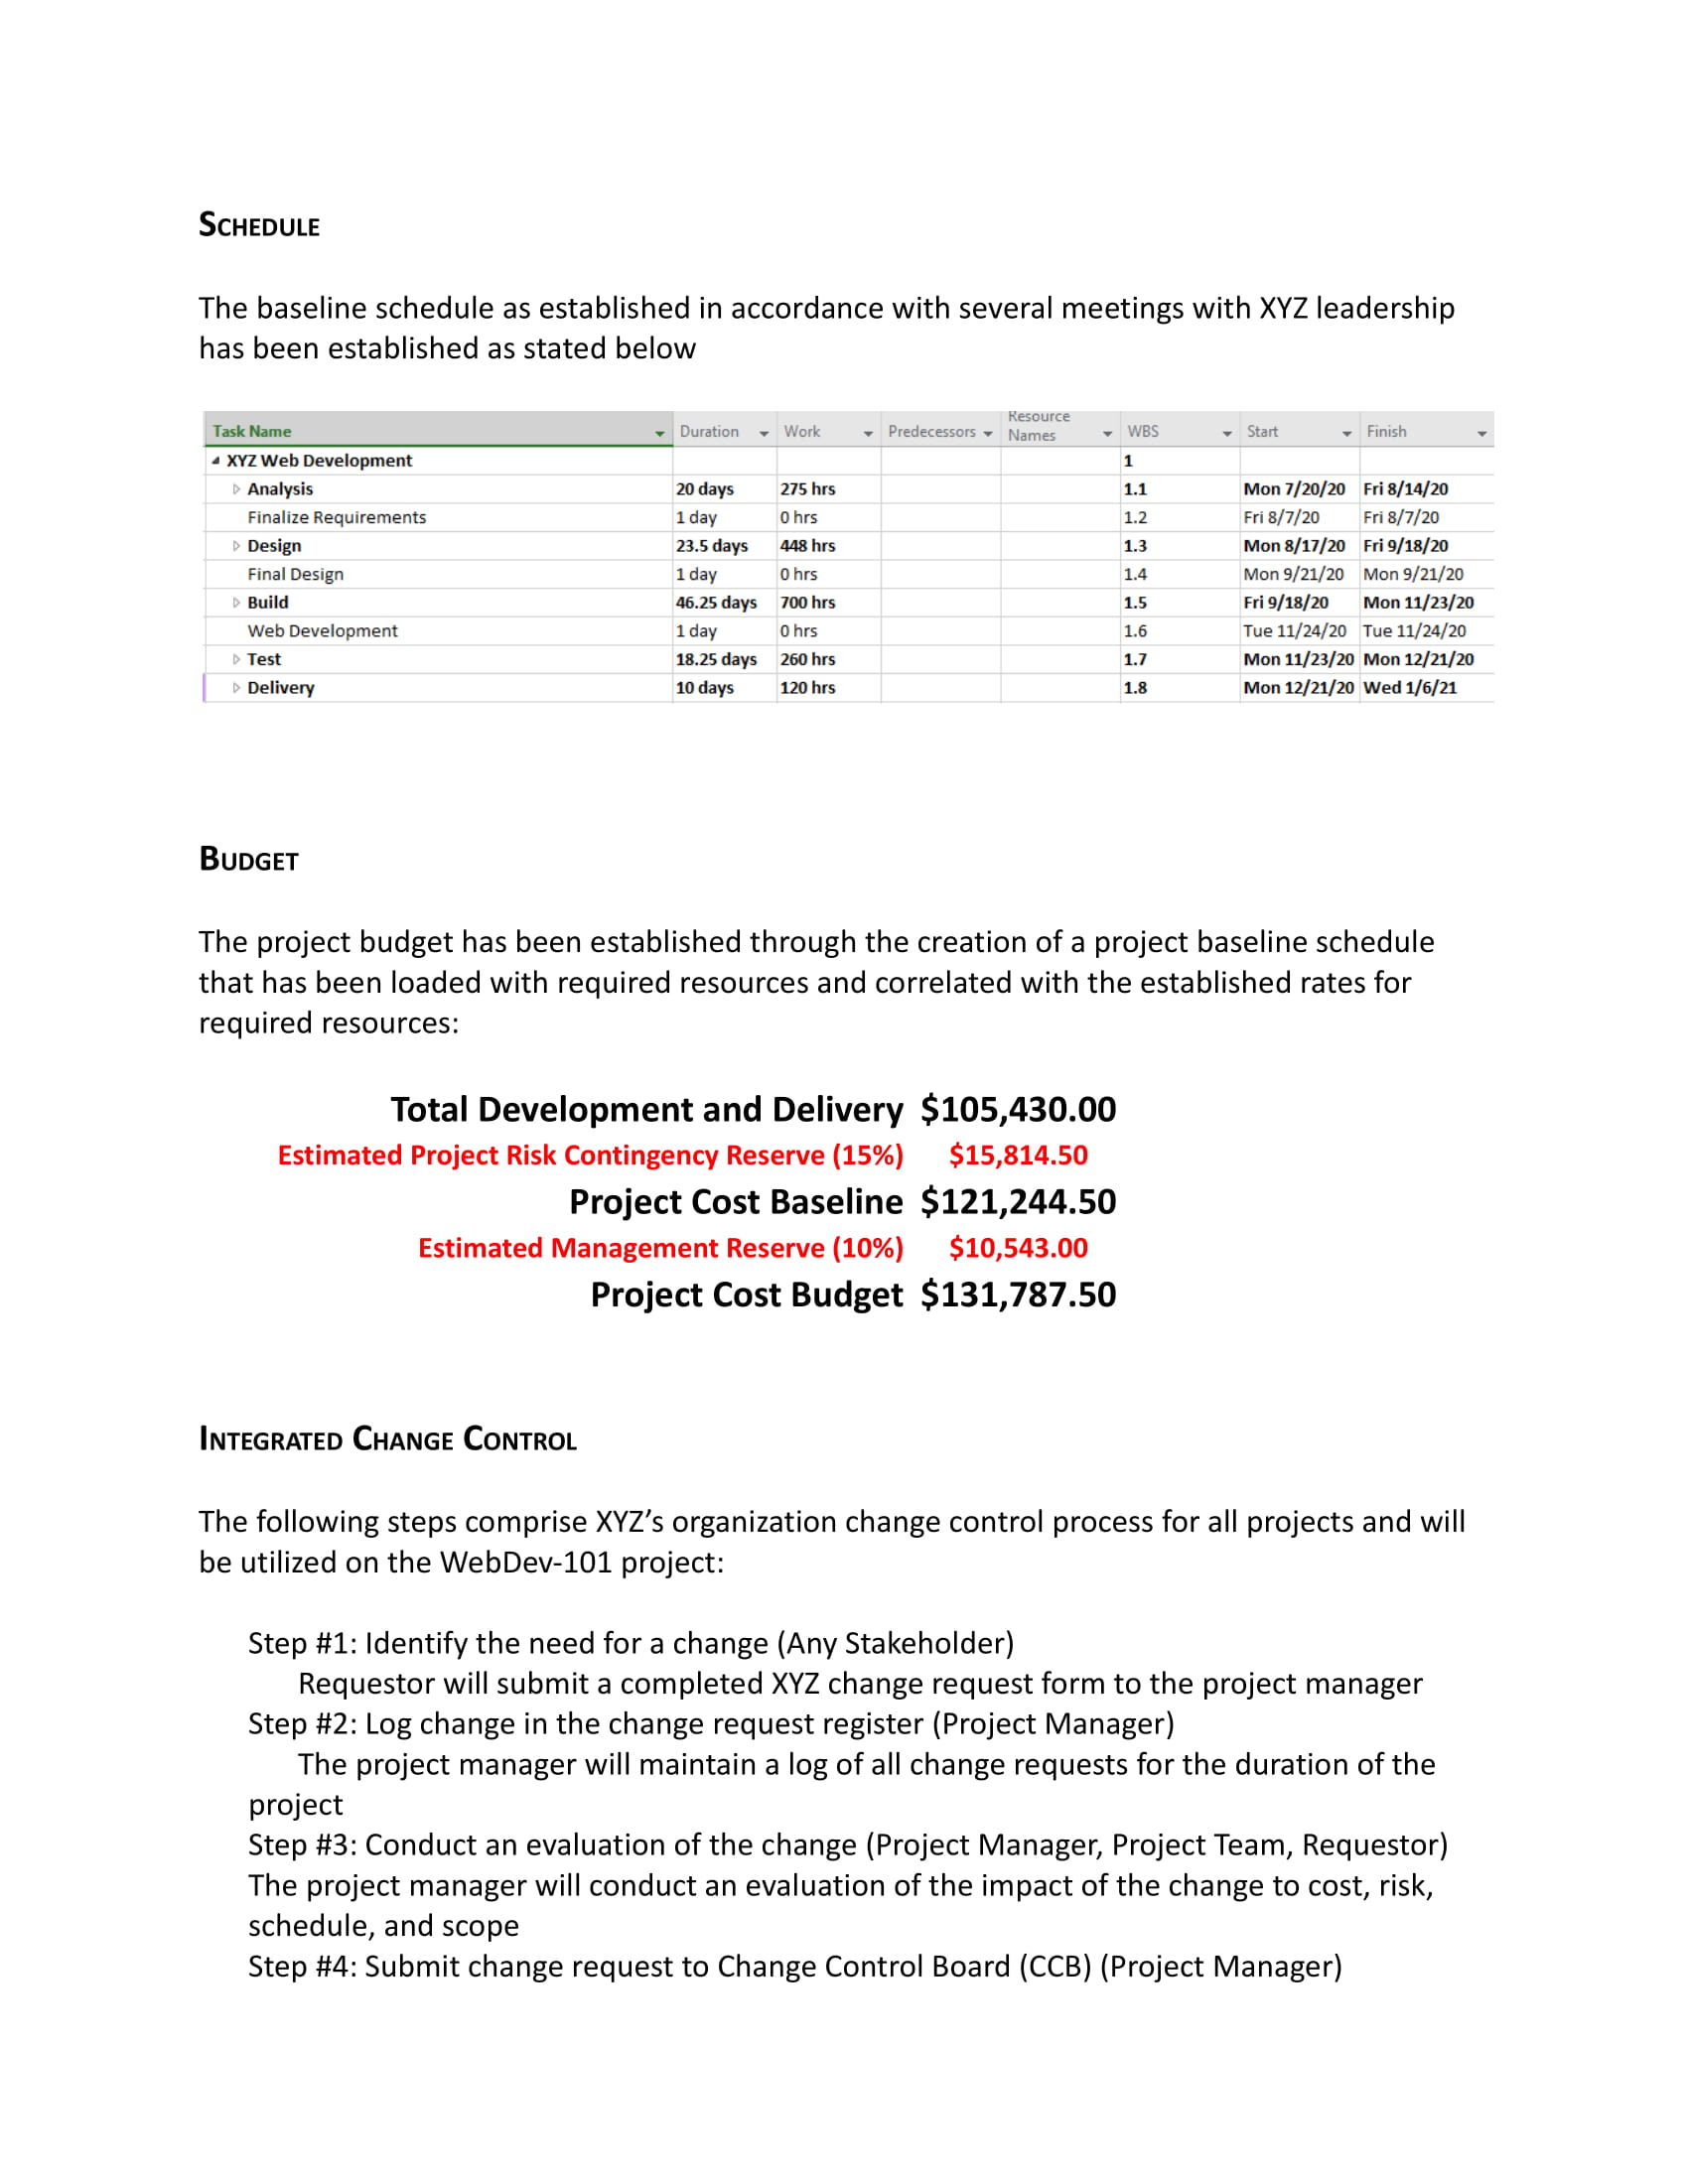 SCHEDULE
The baseline schedule as established in accordance with several meetings with XYZ leadership
has been established as stated below
Task Name Duration Work Predecessors Resource Names WBS Start Finish
XYZ Web Development 1
Analysis 20 days 275 hrs 1.1 Mon 7/20/20 Fri 8/14/20
Finalize Requirements 1 day 0 hrs 1.2 Fri 8/7/20 Fri 8/7/20
Design 23.5 days 448 hrs 1.3 Mon 8/17/20 Fri 9/18/20
Final Design 1 day 0 hrs 1.4 Mon 9/21/20 Mon 9/21/20
Build 46.25 days 700 hrs 1.5 Fri 9/18/20 Mon 11/23/20
Web Development 1 day 0 hrs 1.6 Tue 11/24/20 Tue 11/24/20
Test 18.25 days 260 hrs 1.7 Mon 11/23/20 Mon 12/21/20
Delivery 10 days 120 hrs 1.8 Mon 12/21/20 Wed 1/6/21
BUDGET
The project budget has been established through the creation of a project baseline schedule
that has been loaded with required resources and correlated with the established rates for
required resources:
Total Development and Delivery $105,430.00
Estimated Project Risk Contingency Reserve (15%) $15,814.50
Project Cost Baseline $121,244.50
Estimated Management Reserve (10%) $10,543.00
Project Cost Budget $131,787.50
INTEGRATED CHANGE CONTROL
The following steps comprise XYZ’s organization change control process for all projects and will
be utilized on the WebDev-101 project:
Step #1: Identify the need for a change (Any Stakeholder)
Requestor will submit a completed XYZ change request form to the project manager
Step #2: Log change in the change request register (Project Manager)
The project manager will maintain a log of all change requests for the duration of the
project
Step #3: Conduct an evaluation of the change (Project Manager, Project Team, Requestor)
The project manager will conduct an evaluation of the impact of the change to cost, risk,
schedule, and scope
Step #4: Submit change request to Change Control Board (CCB) (Project Manager)